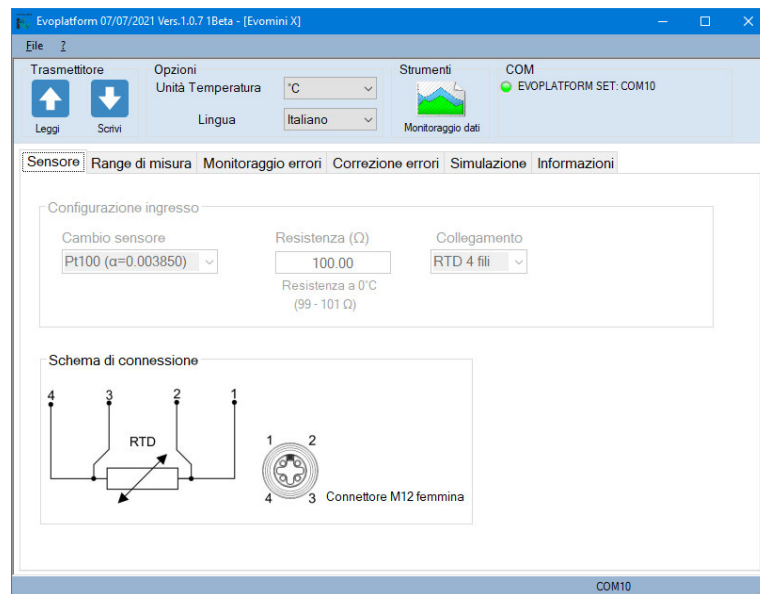 Evoplatform 07/07/2021 Vers.1.0.7 1Beta - [Evomini X]
File ?
Trasmettitore Opzioni Strumenti COM
Unità Temperatura °C EVOPLATFORM SET: COM10
Lingua Italiano
Leggi Scrivi Monitoraggio dati
Sensore Range di misura Monitoraggio errori Correzione errori Simulazione Informazioni
Configurazione ingresso
Cambio sensore Resistenza (Ω) Collegamento
Pt100 (α=0.003850) 100.00 RTD 4 fili
Resistenza a 0°C
(99 - 101 Ω)
Schema di connessione
4 3 2 1
RTD 1 2
4 3 Connettore M12 femmina
COM10